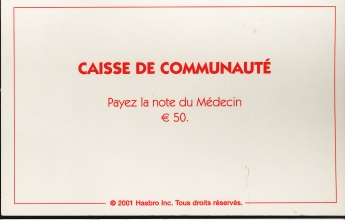 CAISSE DE COMMUNAUTÉ
Payez la note du Médecin
€ 50.
© 2001 Hasbro Inc. Tous droits réservés.